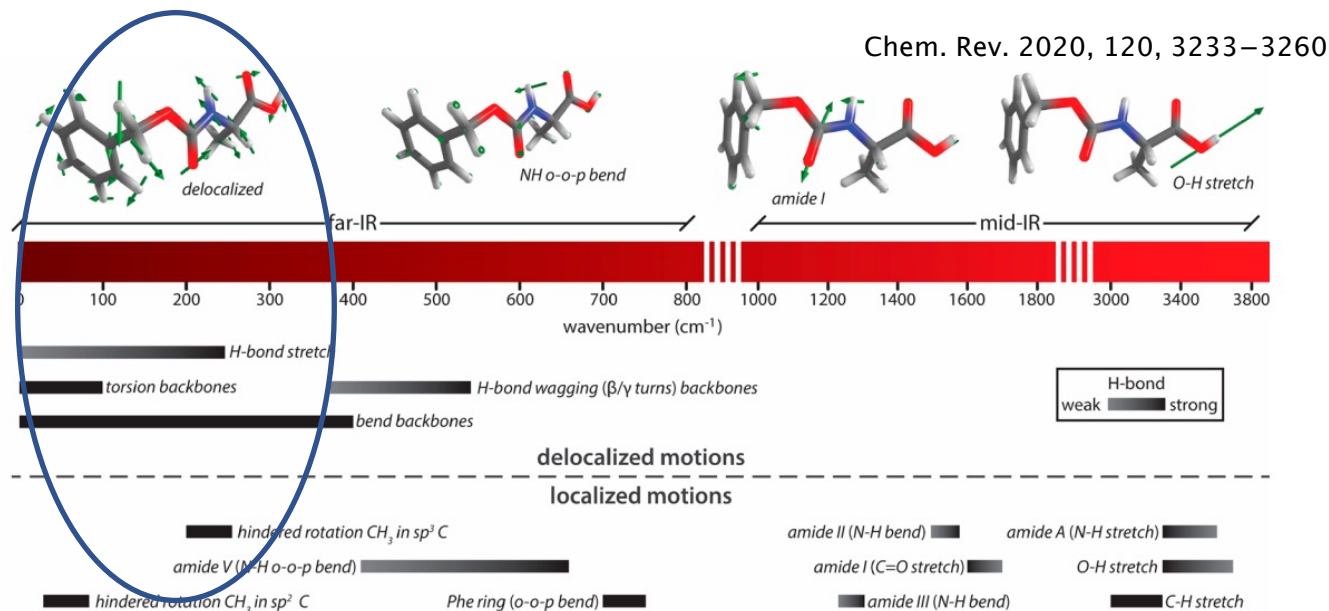 Chem. Rev. 2020, 120, 3233−3260
delocalized
NH o-o-p bend
amide I
O-H stretch
far-IR
mid-IR
0 100 200 300 400 500 600 700 800 1000 1200 1400 1600 1800 3000 3400 3800
wavenumber (cm⁻¹)
H-bond stretch
torsion backbones
H-bond wagging (β/γ turns) backbones
bend backbones
H-bond
weak strong
delocalized motions
localized motions
hindered rotation CH₃ in sp³ C
amide II (N-H bend)
amide A (N-H stretch)
amide V (N-H o-o-p bend)
amide I (C=O stretch)
O-H stretch
hindered rotation CH₃ in sp² C
Phe ring (o-o-p bend)
amide III (N-H bend)
C-H stretch